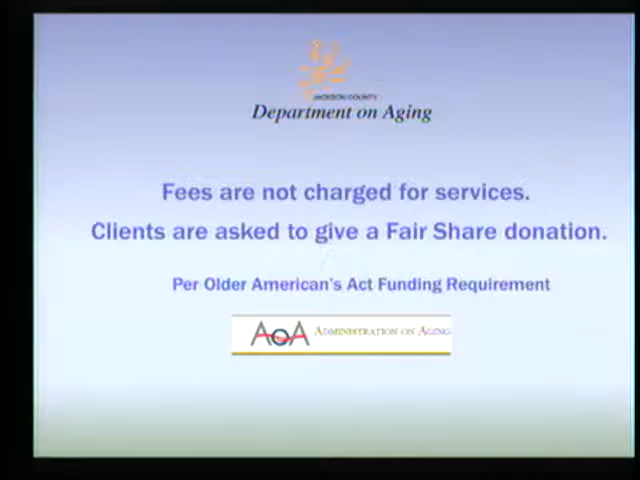 JACKSON COUNTY
Department on Aging
Fees are not charged for services.
Clients are asked to give a Fair Share donation.
Per Older American's Act Funding Requirement
AoA ADMINISTRATION ON AGING